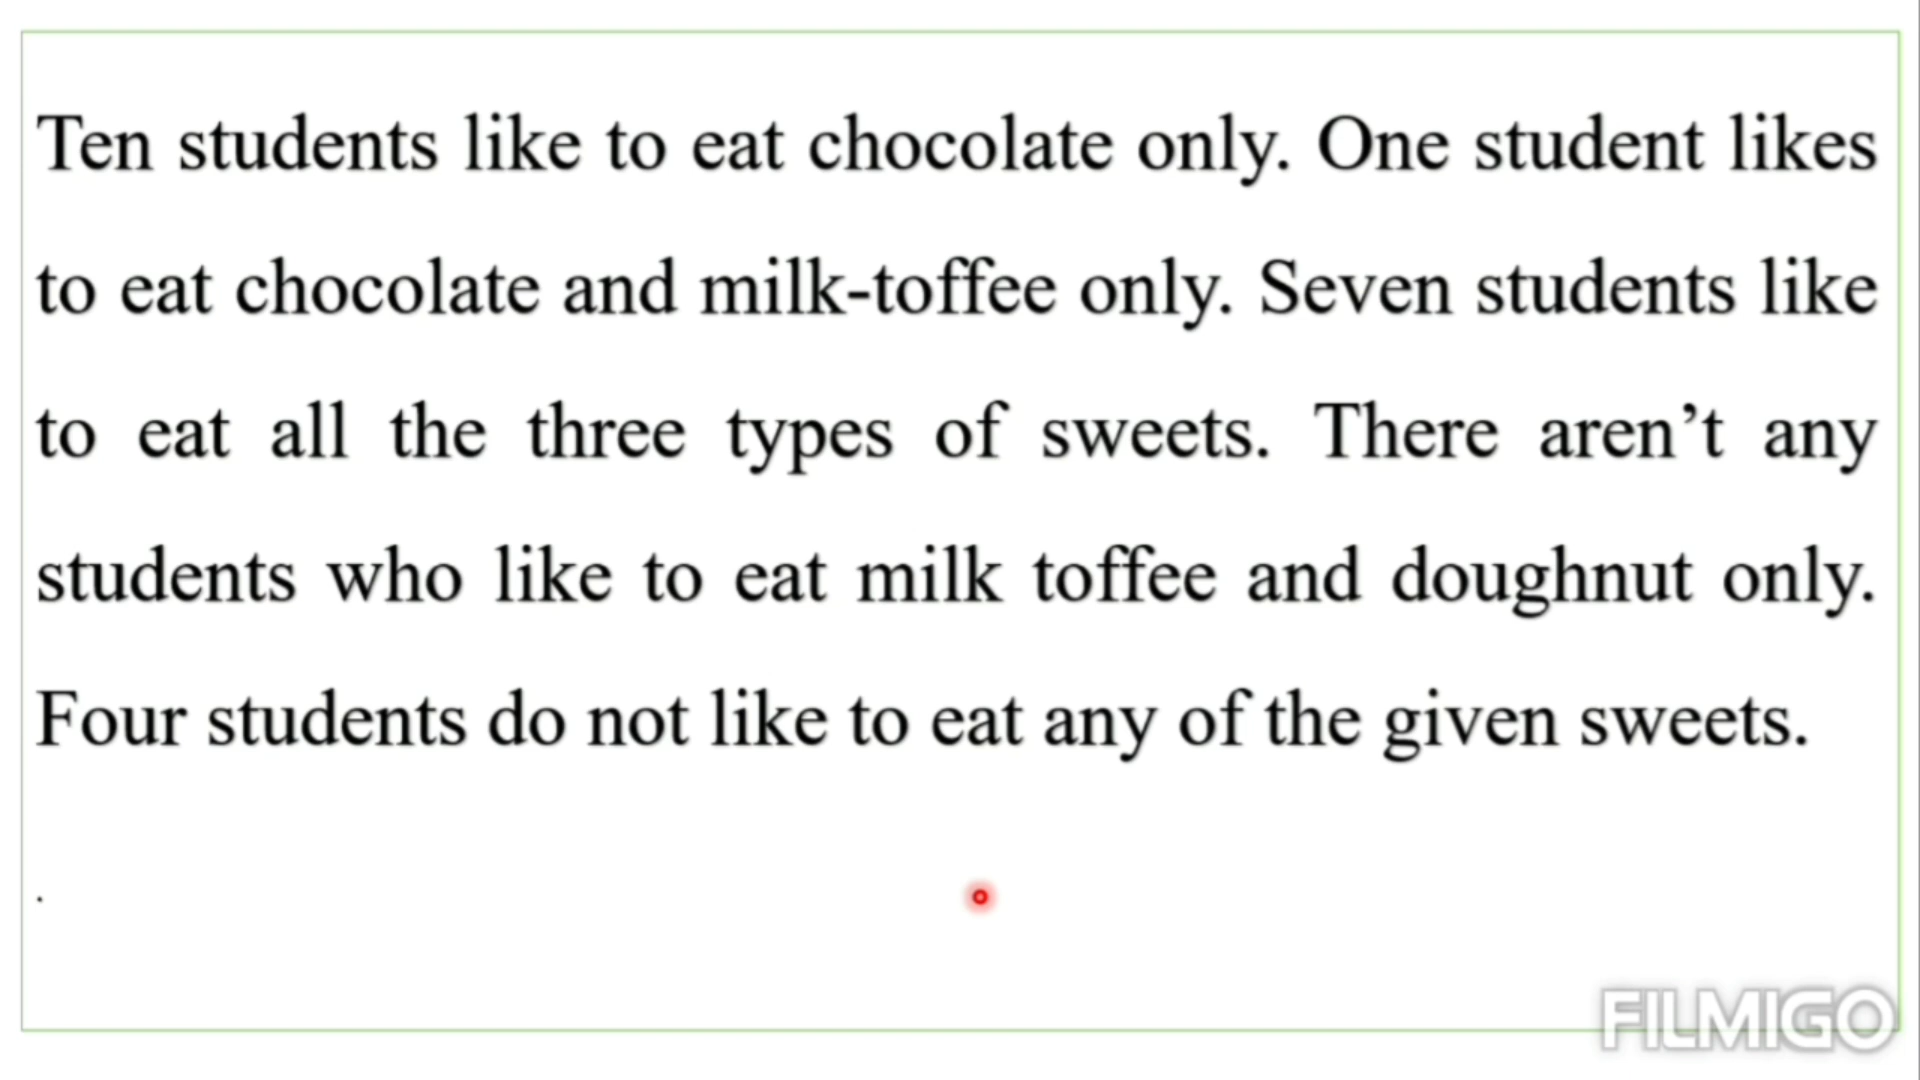 Ten students like to eat chocolate only. One student likes
to eat chocolate and milk-toffee only. Seven students like
to eat all the three types of sweets. There aren’t any
students who like to eat milk toffee and doughnut only.
Four students do not like to eat any of the given sweets.
.
FILMIGO